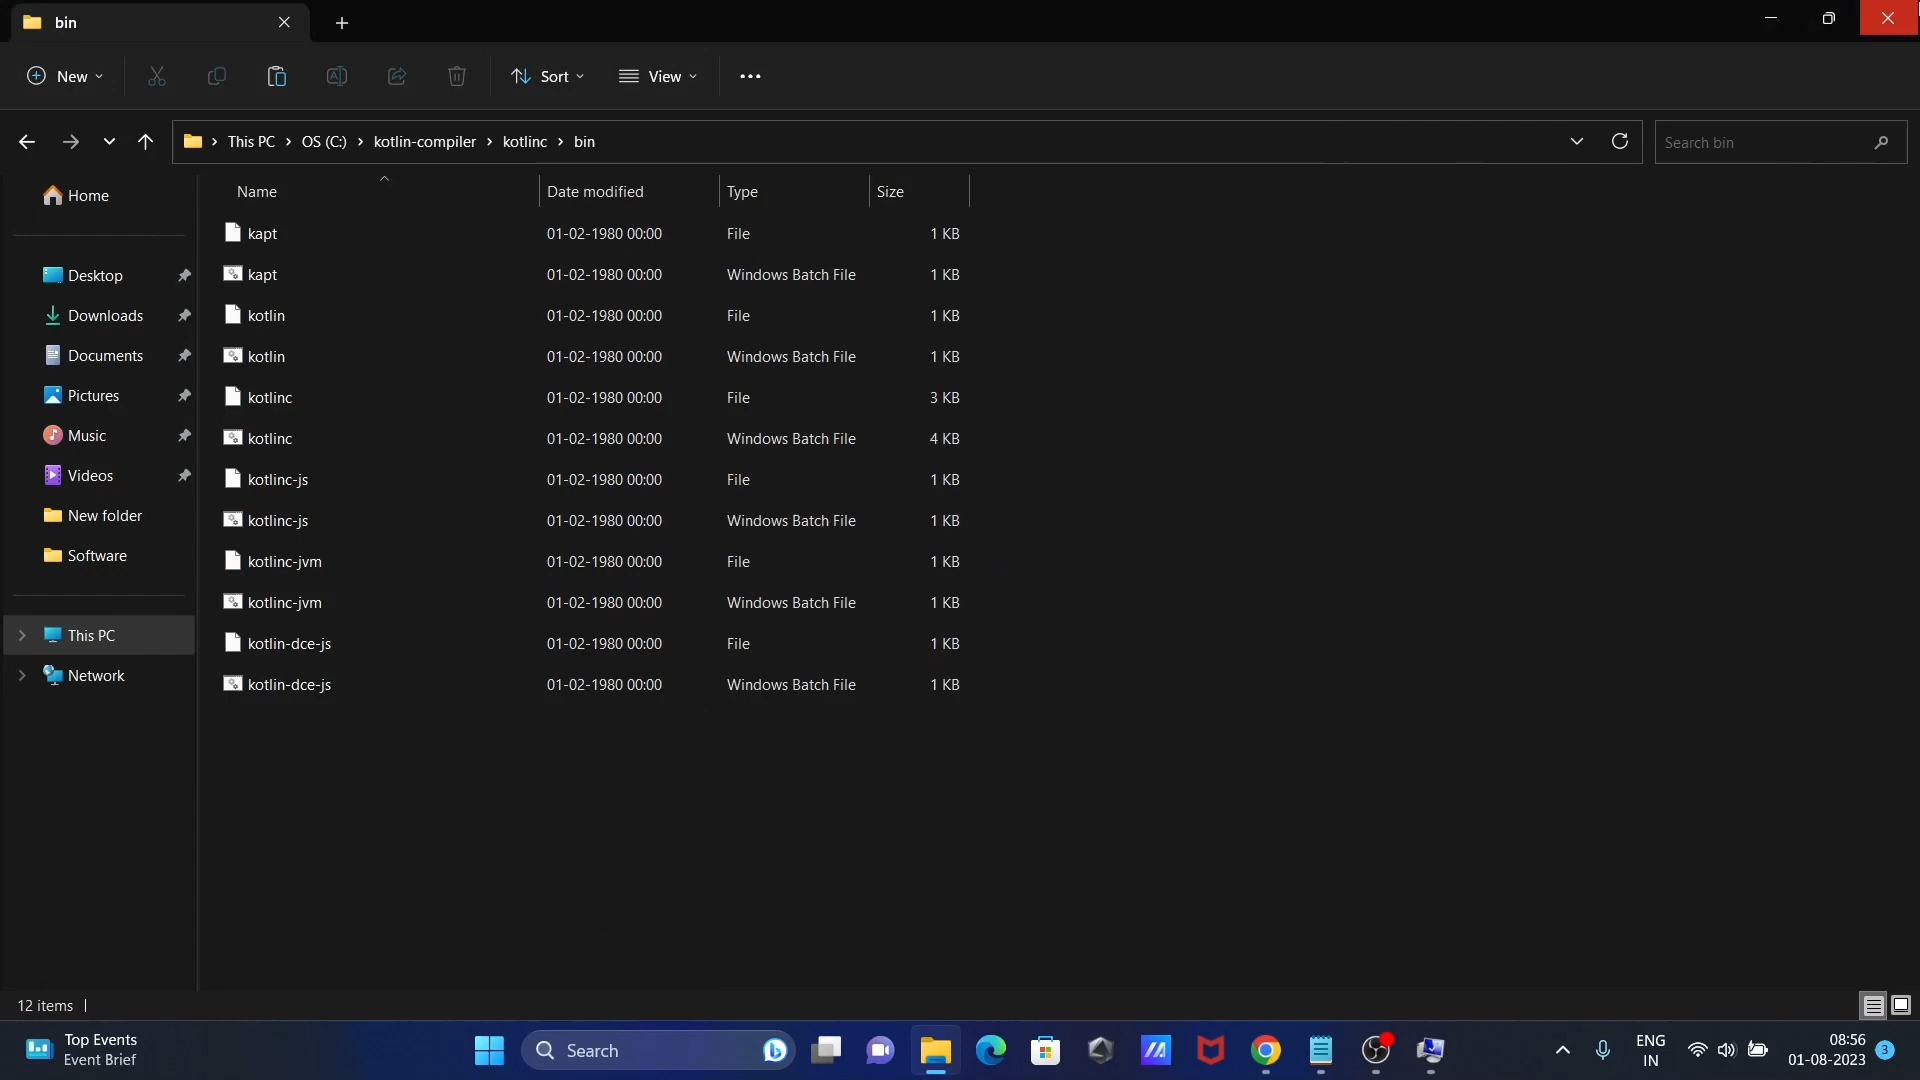 bin
New
Sort
View
This PC
OS (C:)
kotlin-compiler
kotlinc
bin
Search bin
Name
Date modified
Type
Size
Home
Desktop
Downloads
Documents
Pictures
Music
Videos
New folder
Software
This PC
Network
kapt 01-02-1980 00:00 File 1 KB
kapt 01-02-1980 00:00 Windows Batch File 1 KB
kotlin 01-02-1980 00:00 File 1 KB
kotlin 01-02-1980 00:00 Windows Batch File 1 KB
kotlinc 01-02-1980 00:00 File 3 KB
kotlinc 01-02-1980 00:00 Windows Batch File 4 KB
kotlinc-js 01-02-1980 00:00 File 1 KB
kotlinc-js 01-02-1980 00:00 Windows Batch File 1 KB
kotlinc-jvm 01-02-1980 00:00 File 1 KB
kotlinc-jvm 01-02-1980 00:00 Windows Batch File 1 KB
kotlin-dce-js 01-02-1980 00:00 File 1 KB
kotlin-dce-js 01-02-1980 00:00 Windows Batch File 1 KB
12 items
Top Events
Event Brief
Search
ENG
IN
08:56
01-08-2023
3